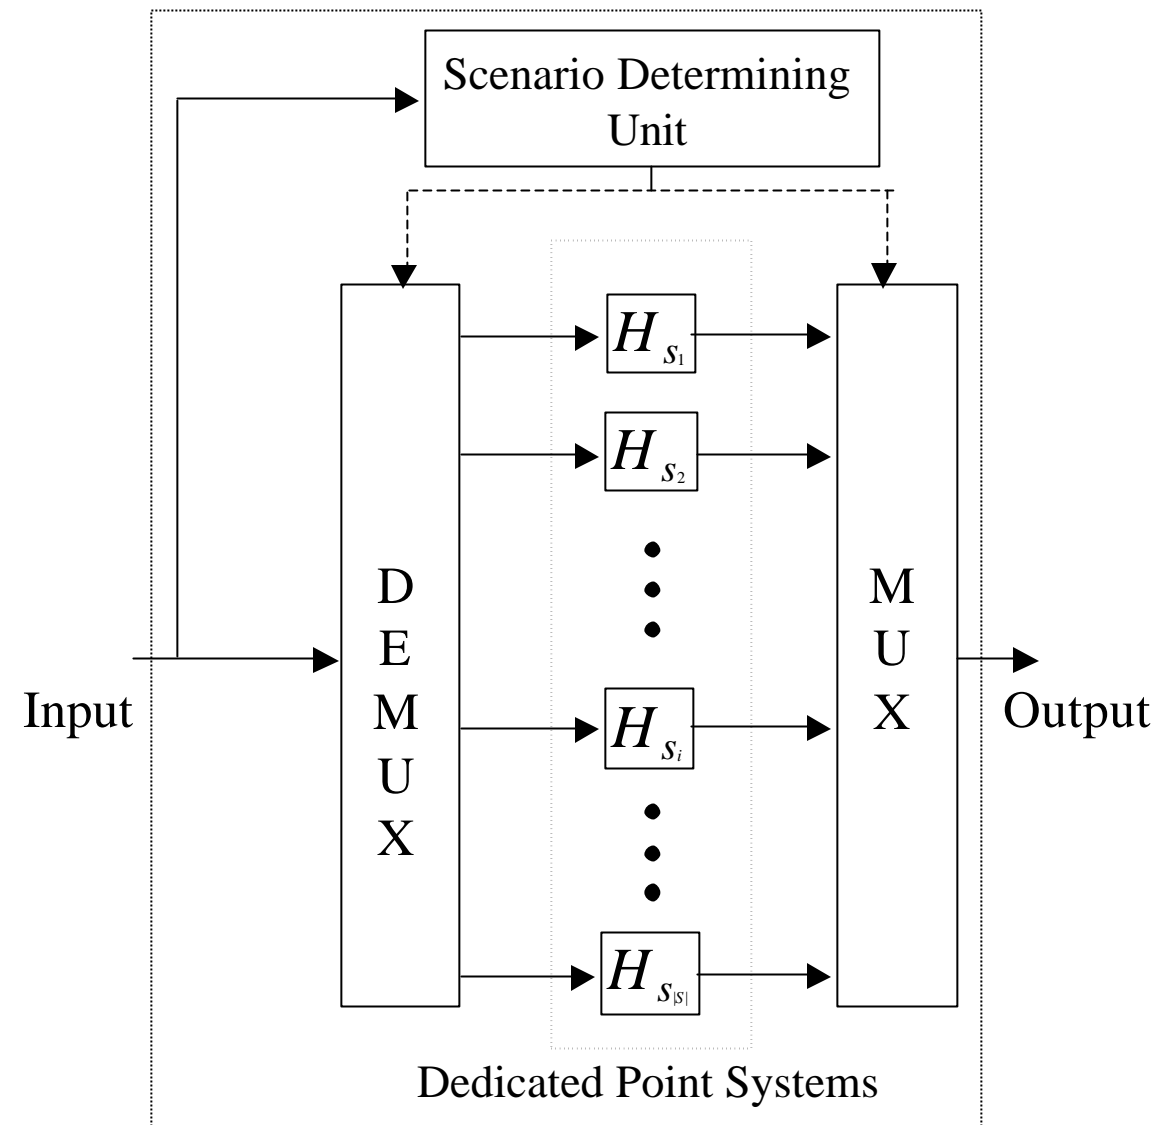 Scenario Determining
Unit
H s1
H s2
D
E
M
U
X
M
U
X
Input
Output
H si
H s|S|
Dedicated Point Systems